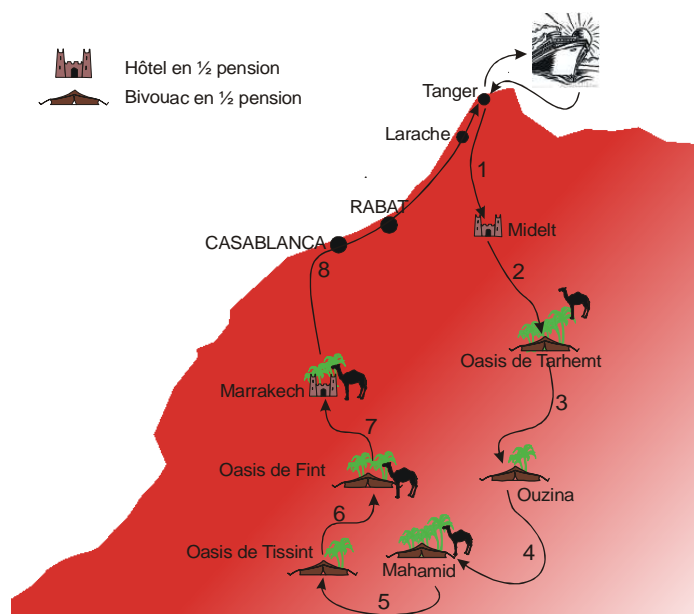 Hôtel en ½ pension
Bivouac en ½ pension
Tanger
Larache
1
RABAT
Midelt
CASABLANCA
2
8
Oasis de Tarhemt
Marrakech
3
7
Oasis de Fint
Ouzina
6
Oasis de Tissint
4
Mahamid
5